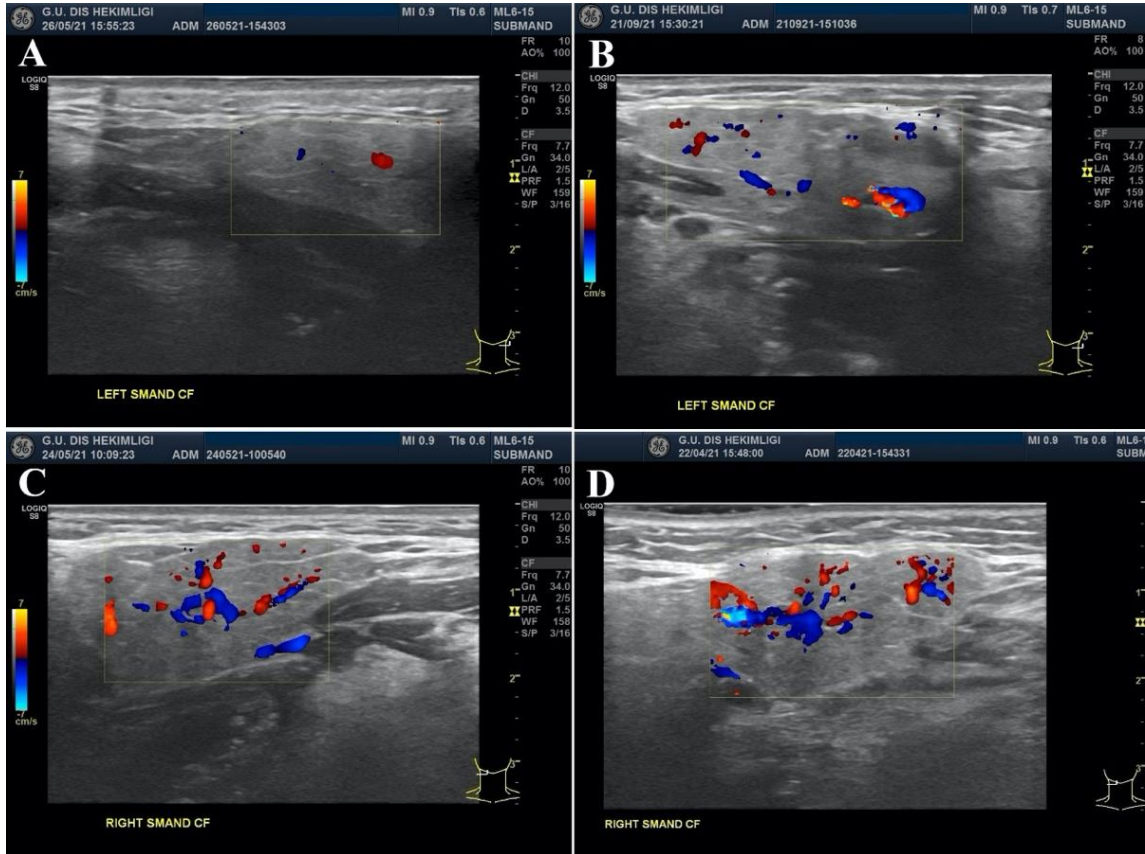 A
G.U. DIS HEKIMLIGI
MI 0.9 TIs 0.6 ML6-15
26/05/21 15:55:23 ADM 260521-154303 SUBMAND
FR 10
AO% 100
LOGIQ
S8
CHI
Frq 12.0
Gn 50
D 3.5
CF
Frq 7.7
Gn 34.0
L/A 2/5
PRF 1.5
WF 159
S/P 3/16
7
-7
cm/s
1
2
3
LEFT SMAND CF
B
G.U. DIS HEKIMLIGI
MI 0.9 TIs 0.7 ML6-15
21/09/21 15:30:21 ADM 210921-151036 SUBMAND
FR 8
AO% 100
LOGIQ
S8
CHI
Frq 12.0
Gn 50
D 3.5
CF
Frq 7.7
Gn 34.0
L/A 2/5
PRF 1.5
WF 159
S/P 3/16
7
-7
cm/s
1
2
3
LEFT SMAND CF
C
G.U. DIS HEKIMLIGI
MI 0.9 TIs 0.6 ML6-15
24/05/21 10:09:23 ADM 240521-100540 SUBMAND
FR 10
AO% 100
LOGIQ
S8
CHI
Frq 12.0
Gn 50
D 3.5
CF
Frq 7.7
Gn 34.0
L/A 2/5
PRF 1.5
WF 158
S/P 3/16
7
-7
cm/s
1
2
3
RIGHT SMAND CF
D
G.U. DIS HEKIMLIGI
MI 0.9 TIs 0.6
22/04/21 15:48:00 ADM 220421-154331
LOGIQ
S8
1
2
3
RIGHT SMAND CF